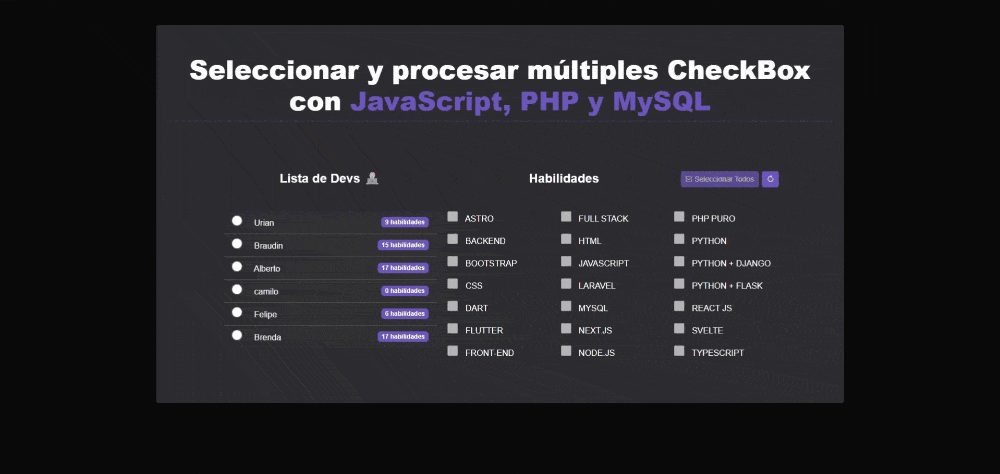 Seleccionar y procesar múltiples CheckBox
con JavaScript, PHP y MySQL
Lista de Devs
Urian
9 habilidades
Braudin
15 habilidades
Alberto
17 habilidades
camilo
0 habilidades
Felipe
6 habilidades
Brenda
17 habilidades
Habilidades
Seleccionar Todos
ASTRO
BACKEND
BOOTSTRAP
CSS
DART
FLUTTER
FRONT-END
FULL STACK
HTML
JAVASCRIPT
LARAVEL
MYSQL
NEXT.JS
NODE.JS
PHP PURO
PYTHON
PYTHON + DJANGO
PYTHON + FLASK
REACT JS
SVELTE
TYPESCRIPT